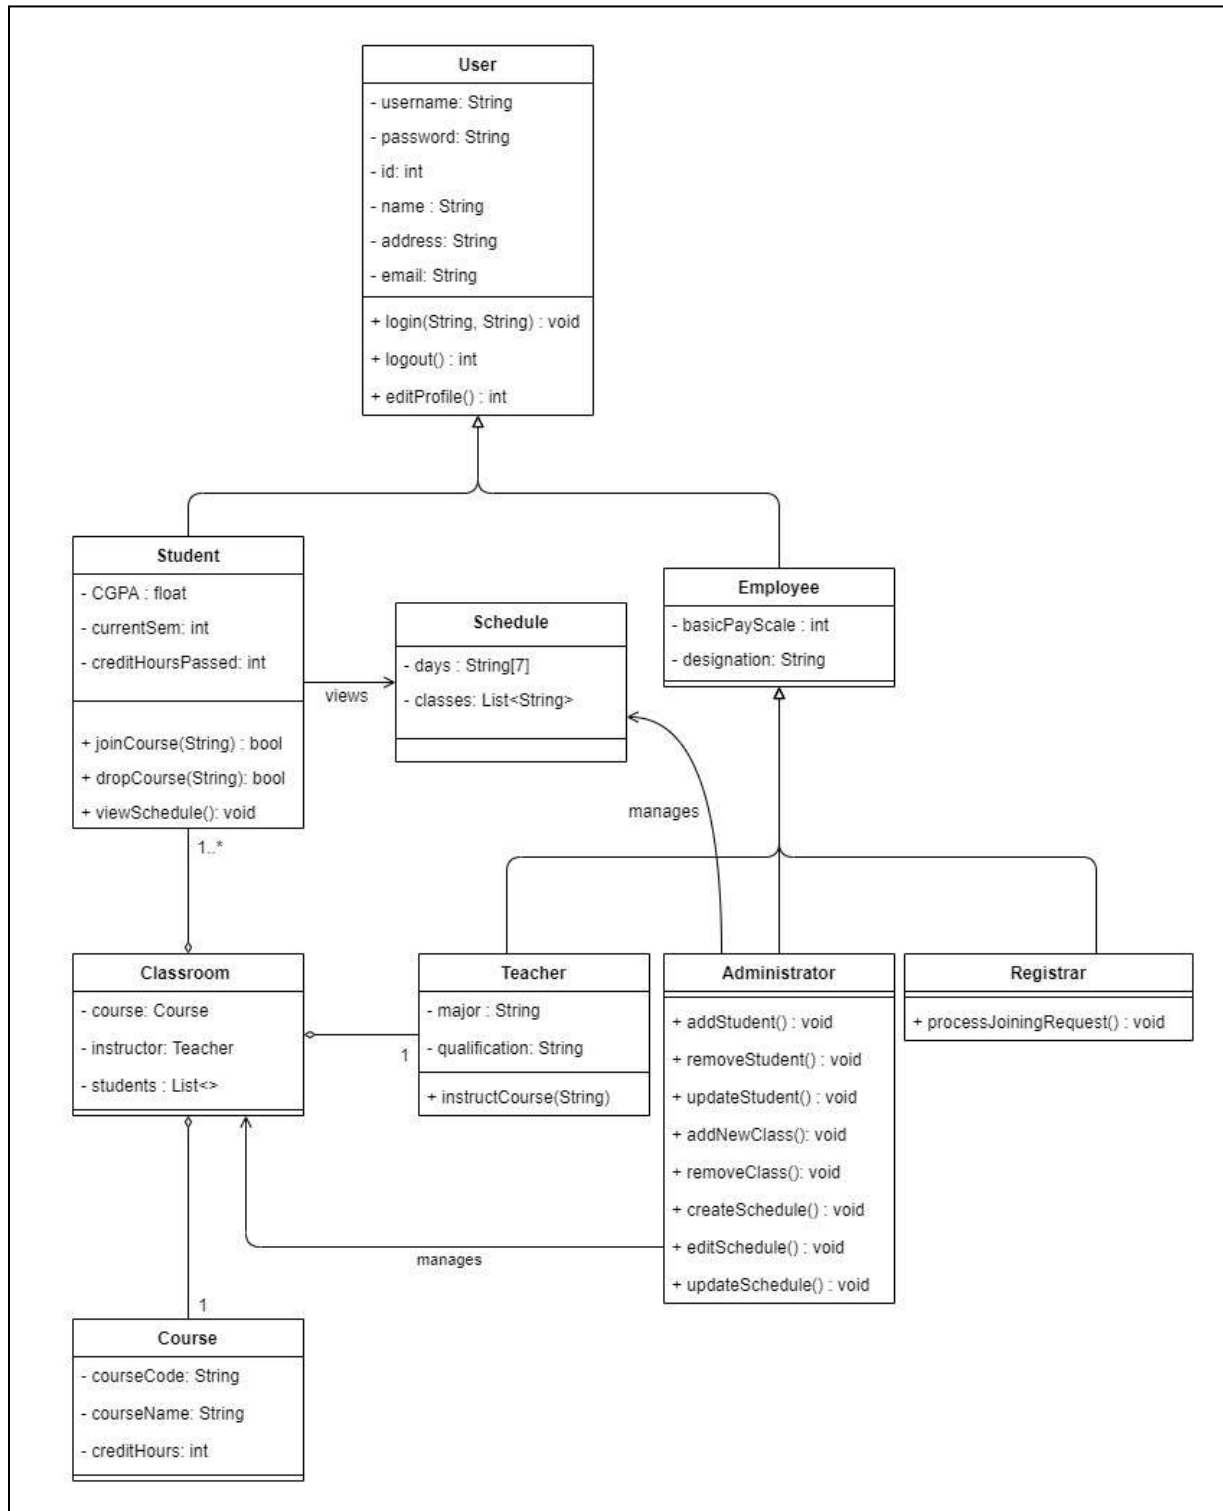 User
- username: String
- password: String
- id: int
- name : String
- address: String
- email: String
+ login(String, String) : void
+ logout() : int
+ editProfile() : int
Student
- CGPA : float
- currentSem: int
- creditHoursPassed: int
+ joinCourse(String) : bool
+ dropCourse(String): bool
+ viewSchedule(): void
views
Schedule
- days : String[7]
- classes: List<String>
Employee
- basicPayScale : int
- designation: String
manages
1..*
Classroom
- course: Course
- instructor: Teacher
- students : List<>
1
Teacher
- major : String
- qualification: String
+ instructCourse(String)
Administrator
+ addStudent() : void
+ removeStudent() : void
+ updateStudent() : void
+ addNewClass(): void
+ removeClass(): void
+ createSchedule() : void
+ editSchedule() : void
+ updateSchedule() : void
Registrar
+ processJoiningRequest() : void
manages
1
Course
- courseCode: String
- courseName: String
- creditHours: int